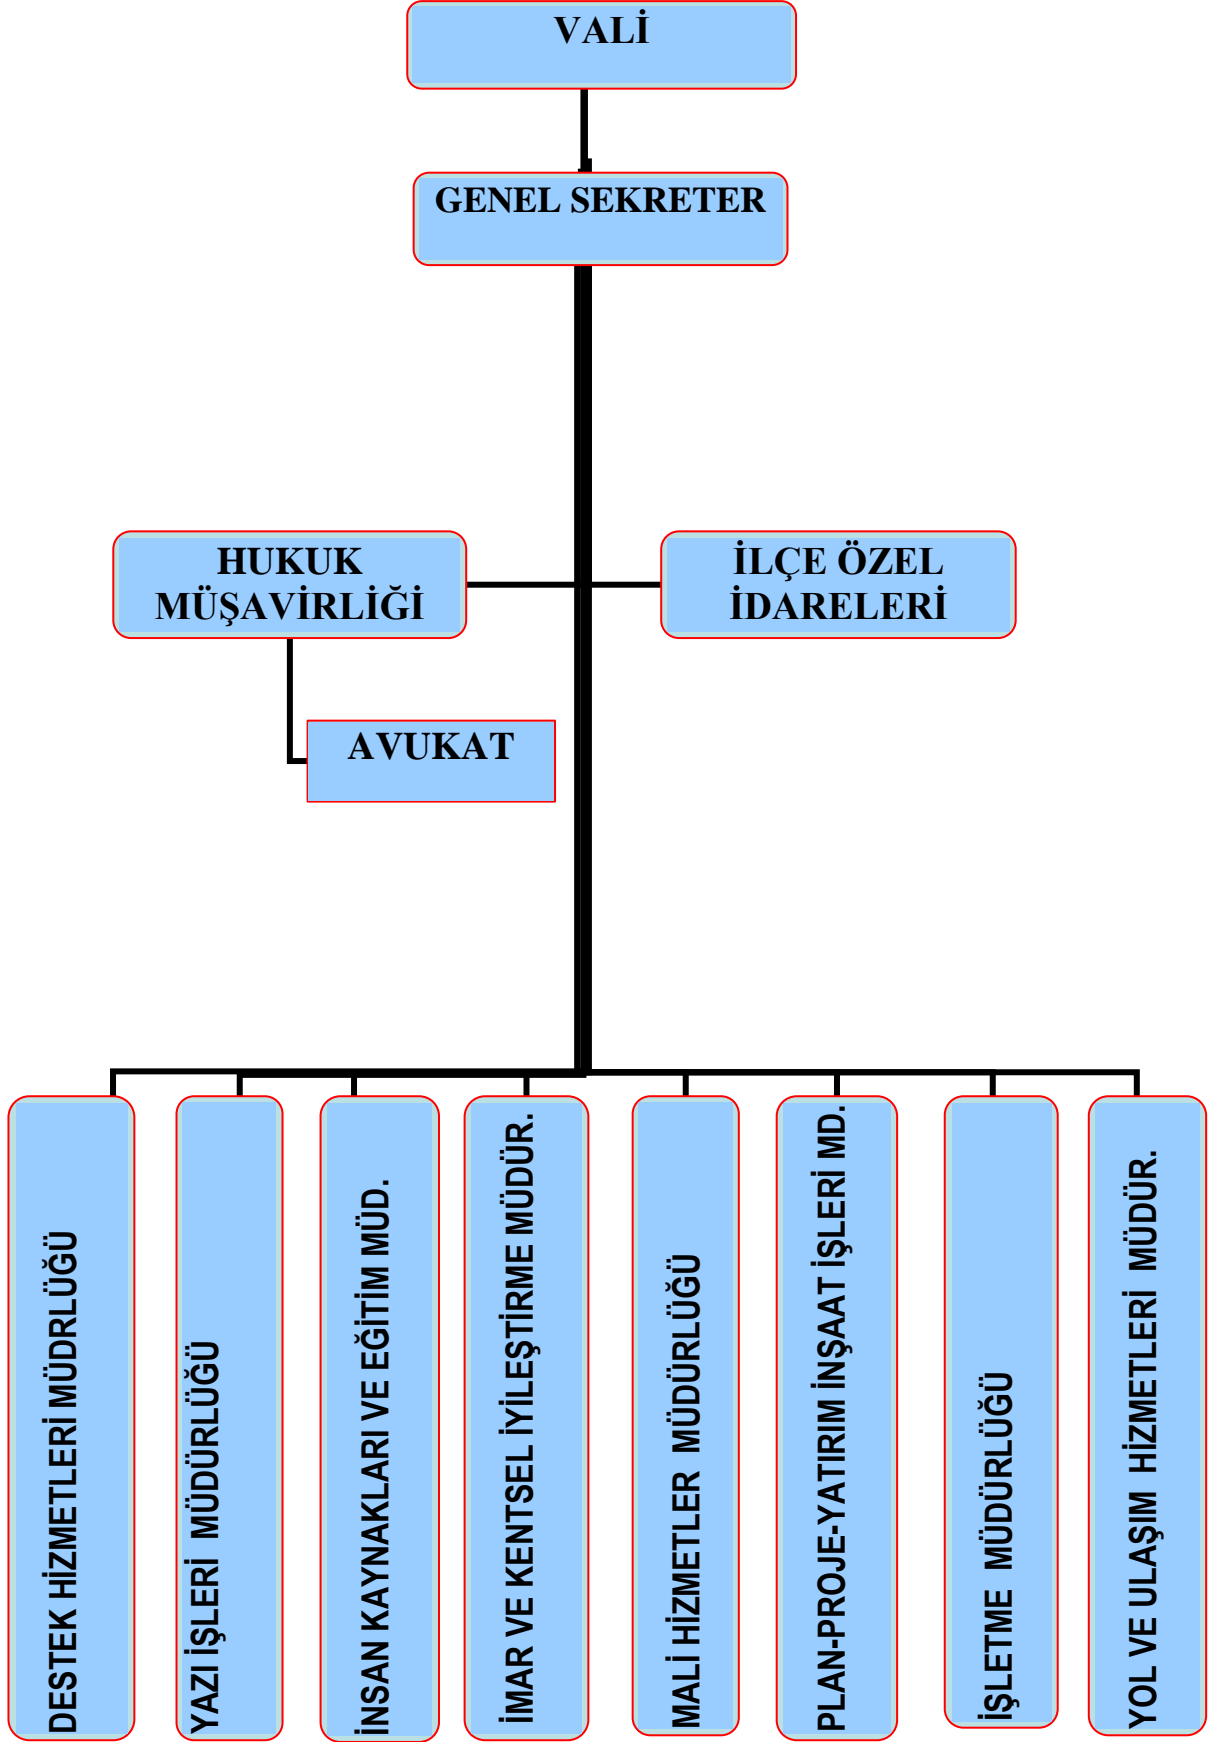 VALİ
GENEL SEKRETER
HUKUK
MÜŞAVİRLİĞİ
İLÇE ÖZEL
İDARELERİ
AVUKAT
DESTEK HİZMETLERİ MÜDRLÜĞÜ
YAZI İŞLERİ MÜDÜRLÜĞÜ
İNSAN KAYNAKLARI VE EĞİTİM MÜD.
İMAR VE KENTSEL İYİLEŞTİRME MÜDÜR.
MALİ HİZMETLER MÜDÜRLÜĞÜ
PLAN-PROJE-YATIRIM İNŞAAT İŞLERİ MD.
İŞLETME MÜDÜRLÜĞÜ
YOL VE ULAŞIM HİZMETLERİ MÜDÜR.